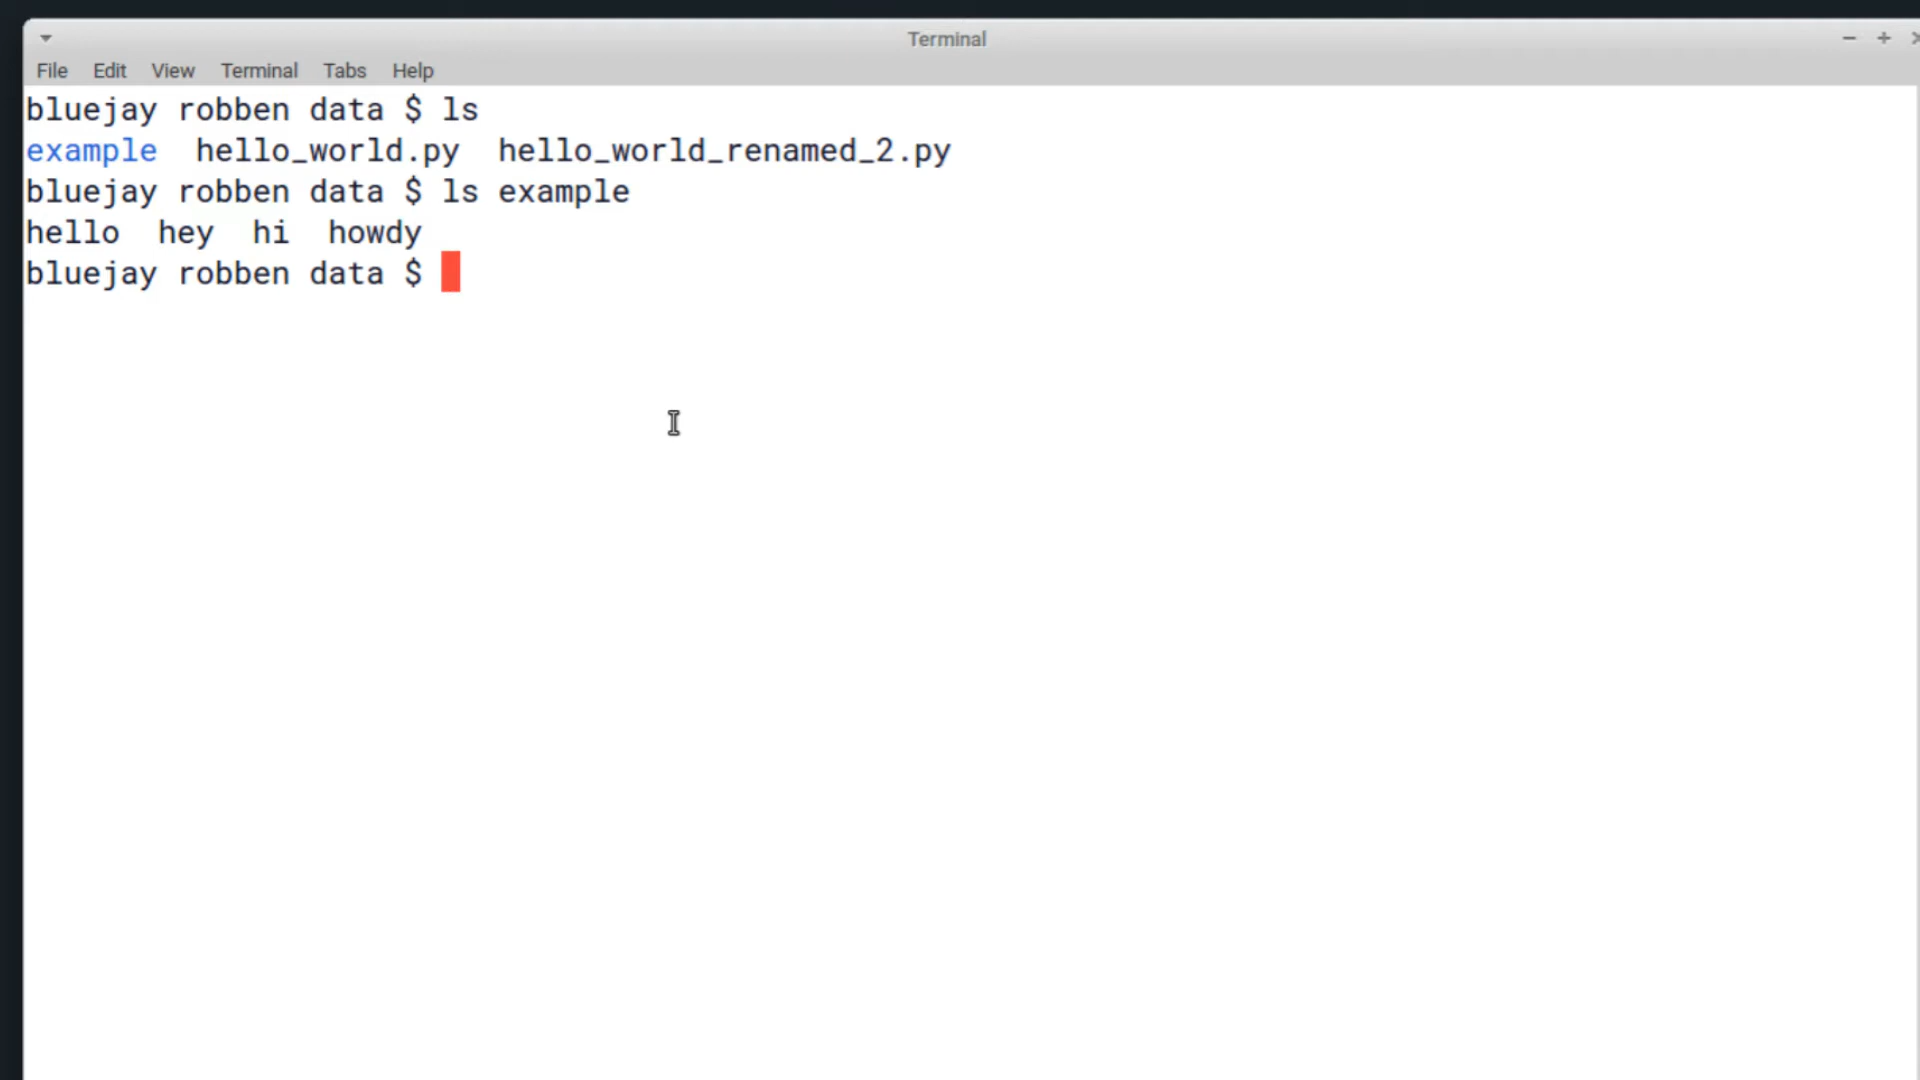 Terminal
File Edit View Terminal Tabs Help
bluejay robben data $ ls
example  hello_world.py  hello_world_renamed_2.py
bluejay robben data $ ls example
hello  hey  hi  howdy
bluejay robben data $